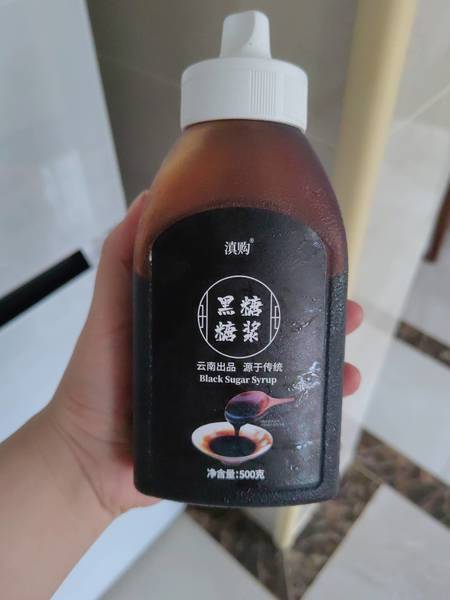 滇购®
黑糖
糖浆
云南出品 源于传统
Black Sugar Syrup
净含量:500克